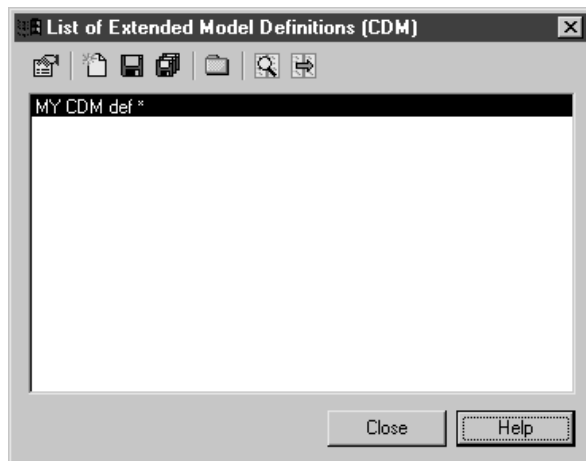 List of Extended Model Definitions (CDM)
MY CDM def *
Close
Help